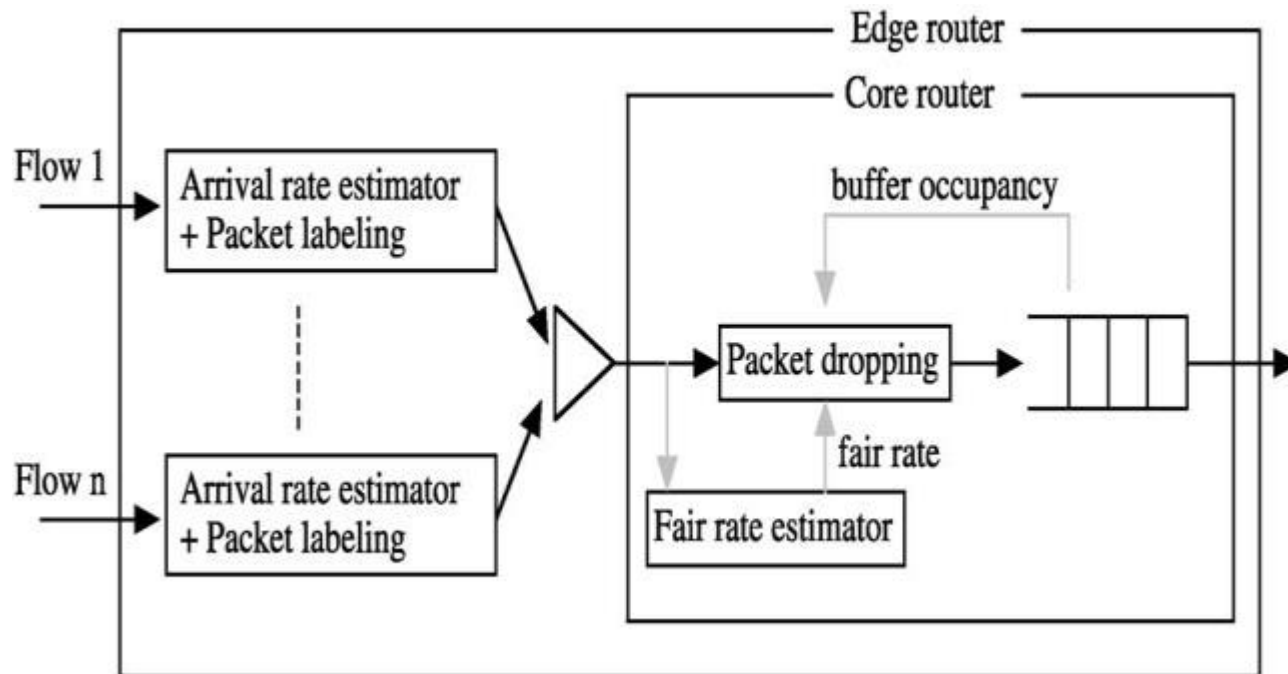 Edge router
Core router
Flow 1
Arrival rate estimator
+ Packet labeling
buffer occupancy
Packet dropping
fair rate
Flow n
Arrival rate estimator
+ Packet labeling
Fair rate estimator